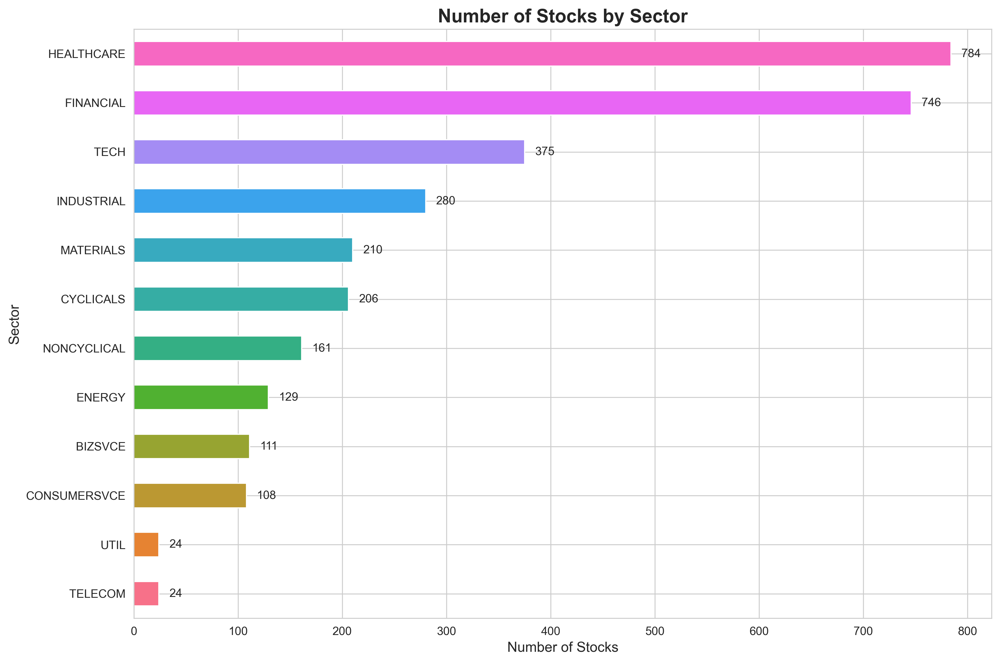 Number of Stocks by Sector
HEALTHCARE 784
FINANCIAL 746
TECH 375
INDUSTRIAL 280
MATERIALS 210
CYCLICALS 206
NONCYCLICAL 161
ENERGY 129
BIZSVCE 111
CONSUMERSVCE 108
UTIL 24
TELECOM 24
Sector
0 100 200 300 400 500 600 700 800
Number of Stocks